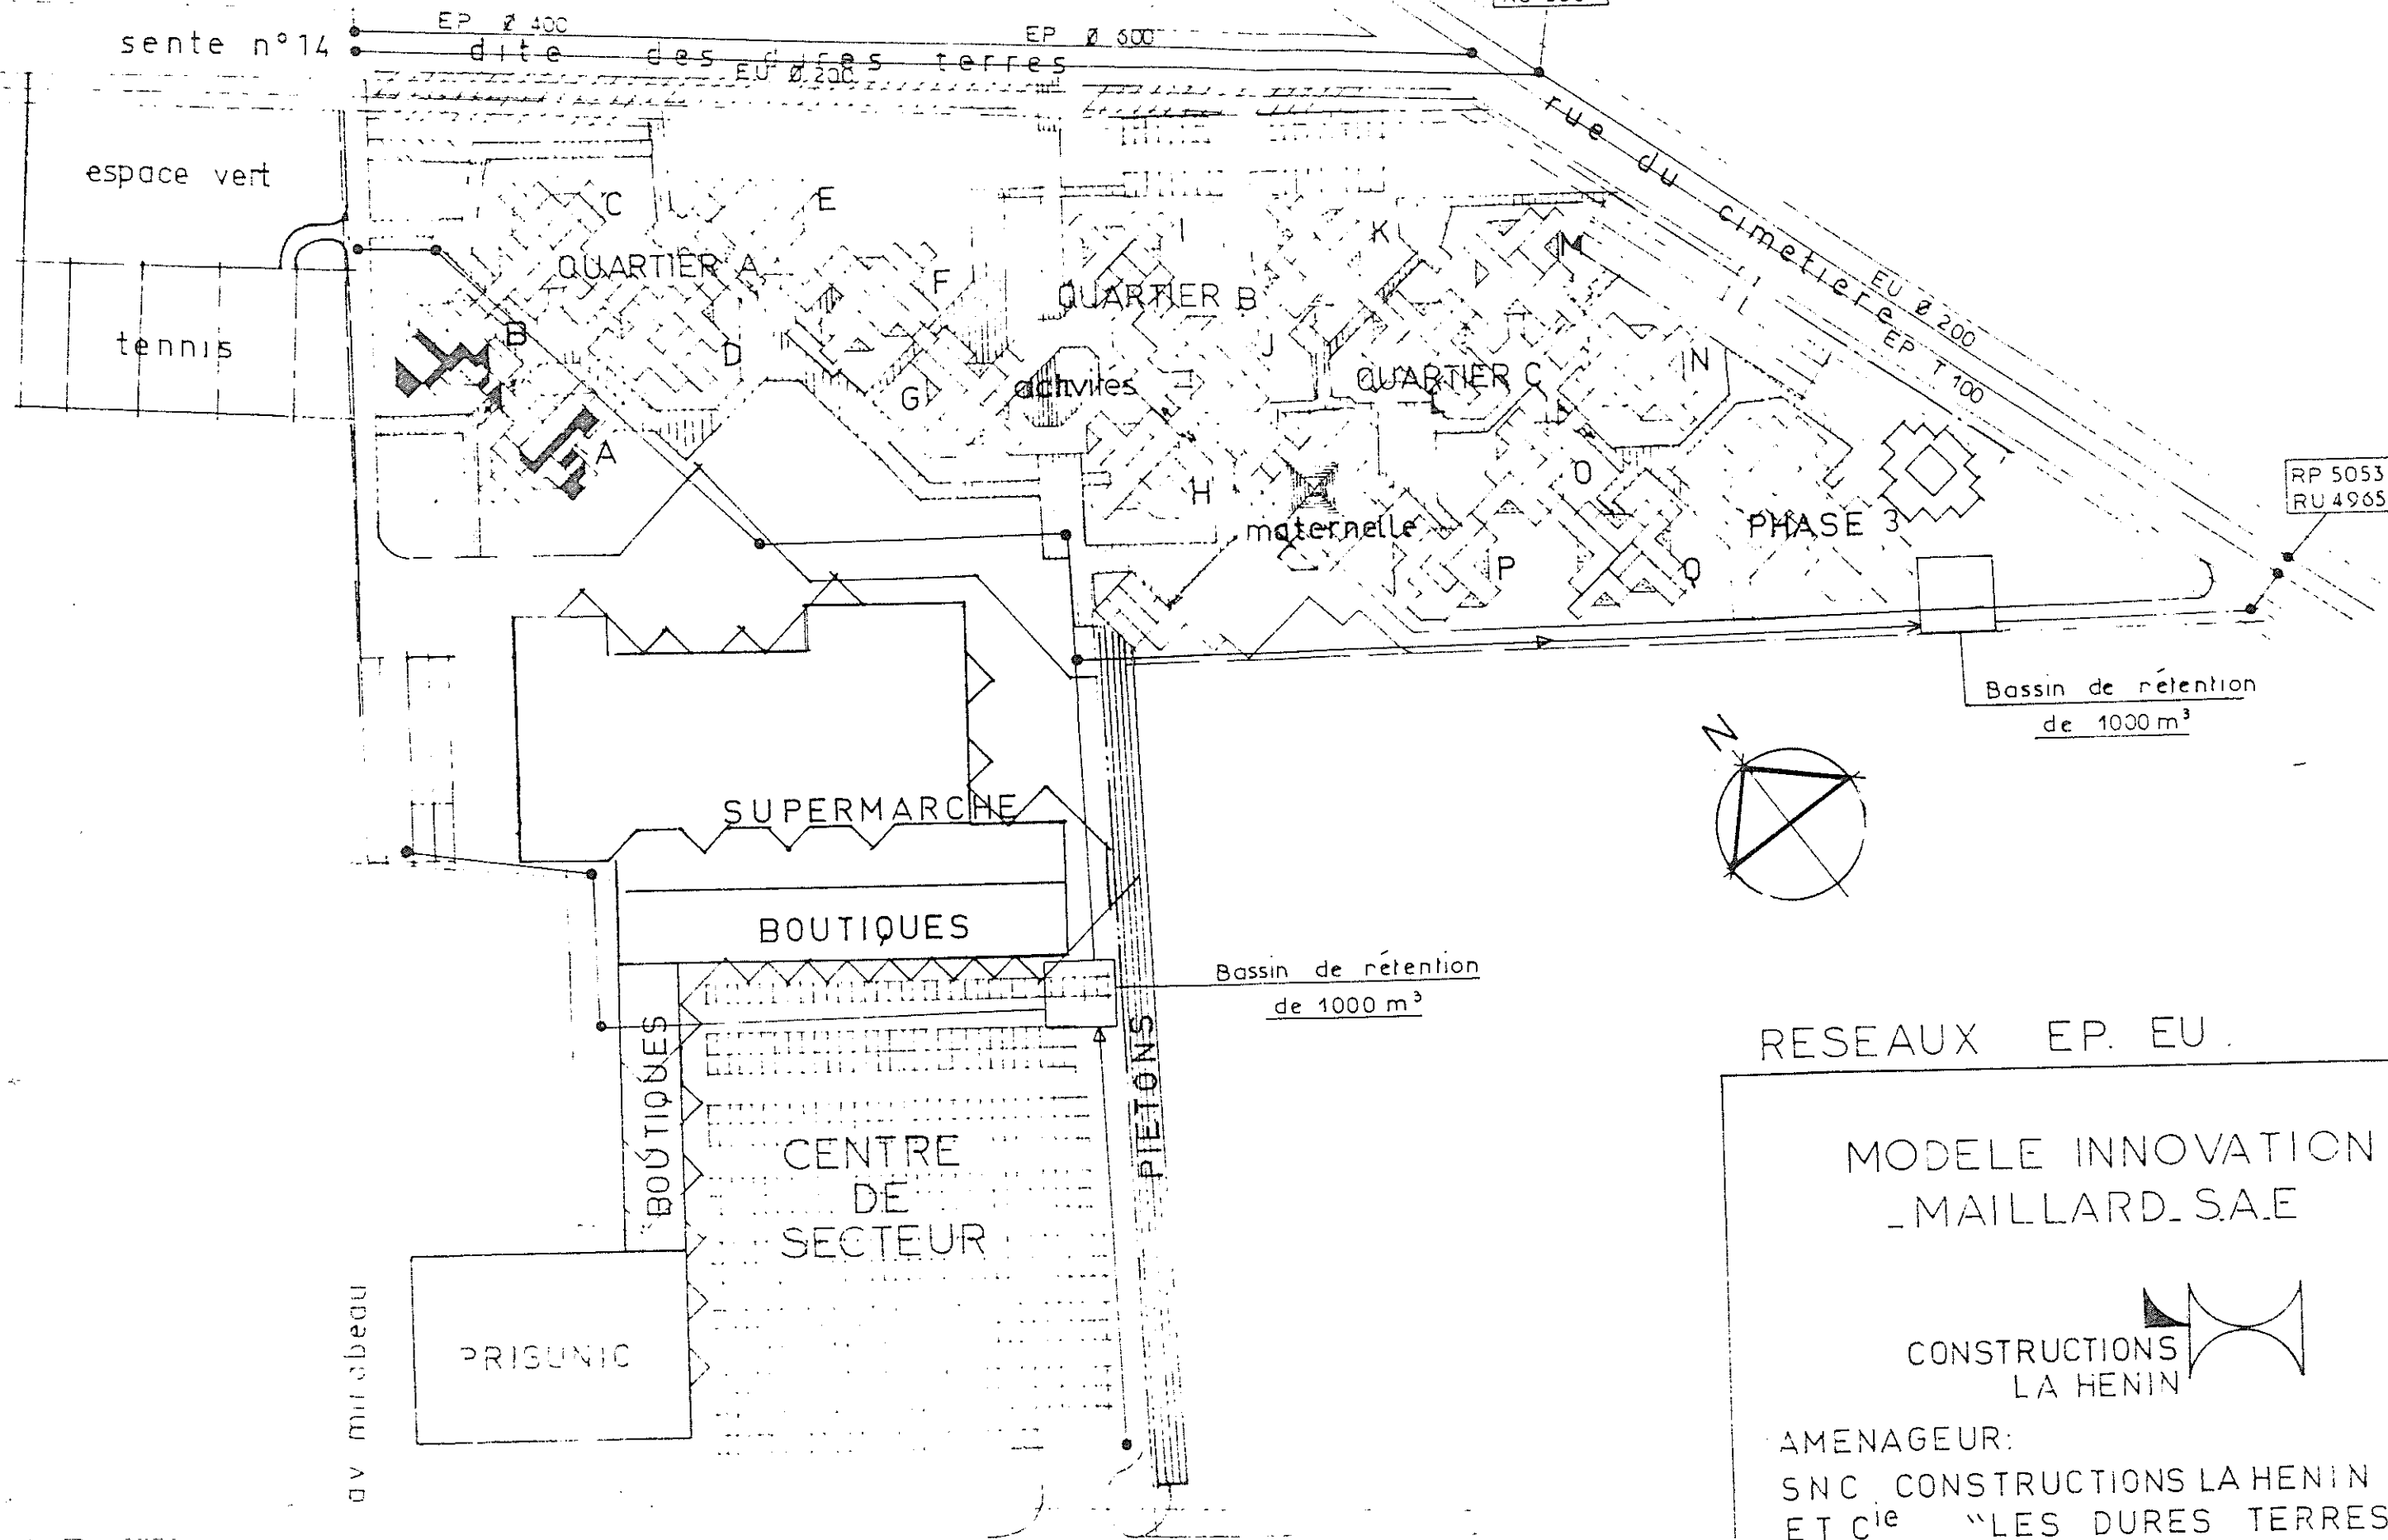 EP Ø 400
EP Ø 600
sente n° 14 dite des dures terres
EU Ø 200
rue du cimetiere
EU Ø 200
EP T 100
espace vert
tennis
C
E
I
K
M
QUARTIER A
F
QUARTIER B
B
D
J
N
QUARTIER C
G
activites
A
H
O
RP 5053
RU 4965
maternelle
PHASE 3
P
Q
Bassin de rétention
de 1000 m³
N
SUPERMARCHE
BOUTIQUES
Bassin de rétention
de 1000 m³
BOUTIQUES
PIETONS
CENTRE
DE
SECTEUR
PRISUNIC
av mirabeau
RESEAUX EP. EU.
MODELE INNOVATION
_MAILLARD_S.A.E
CONSTRUCTIONS
LA HENIN
AMENAGEUR:
SNC CONSTRUCTIONS LA HENIN
ET Cie "LES DURES TERRES